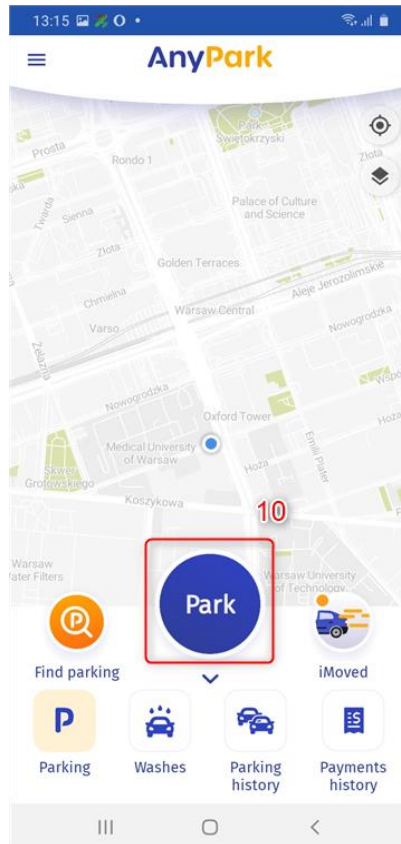 13:15
AnyPark
Park
Świętokrzyski
Prosta
Rondo 1
Złota
Twarda
Sienna
Palace of Culture
and Science
Złota
Golden Terraces
Aleje Jerozolimskie
Chmielna
Warsaw Central
Varso
Nowogrodzka
Żelazna
Nowogrodzka
Oxford Tower
Hoża
Medical University
of Warsaw
Emilii Plater
Skwer
Grotowskiego
Hoża
Koszykowa
10
Warsaw
Water Filters
Warsaw University
of Technology
Park
Find parking
iMoved
P
Parking
Washes
Parking
history
Payments
history